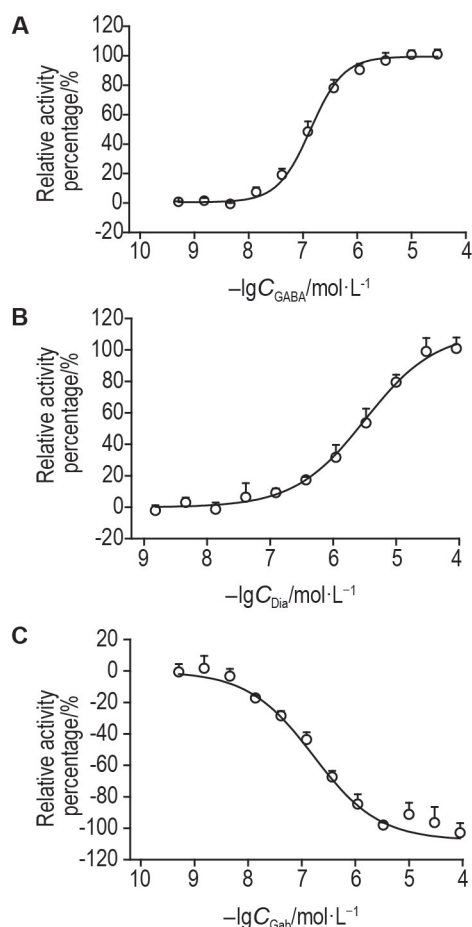 A
Relative activity
percentage/%
120
100
80
60
40
20
0
-20
10 9 8 7 6 5 4
–lgC_GABA/mol·L⁻¹
B
Relative activity
percentage/%
120
100
80
60
40
20
0
-20
9 8 7 6 5 4
–lgC_Dia/mol·L⁻¹
C
Relative activity
percentage/%
20
0
-20
-40
-60
-80
-100
-120
10 9 8 7 6 5 4
–lgC_Gab/mol·L⁻¹